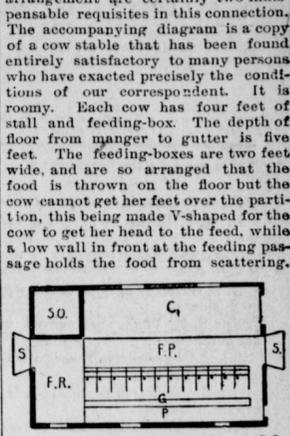 pensable requisites in this connection.
The accompanying diagram is a copy
of a cow stable that has been found
entirely satisfactory to many persons
who have exacted precisely the condi-
tions of our correspondent. It is
roomy. Each cow has four feet of
stall and feeding-box. The depth of
floor from manger to gutter is five
feet. The feeding-boxes are two feet
wide, and are so arranged that the
food is thrown on the floor but the
cow cannot get her feet over the parti-
tion, this being made V-shaped for the
cow to get her head to the feed, while
a low wall in front at the feeding pas-
sage holds the food from scattering.
S.O.
C,
S
F.P.
S.
F.R.
G
P